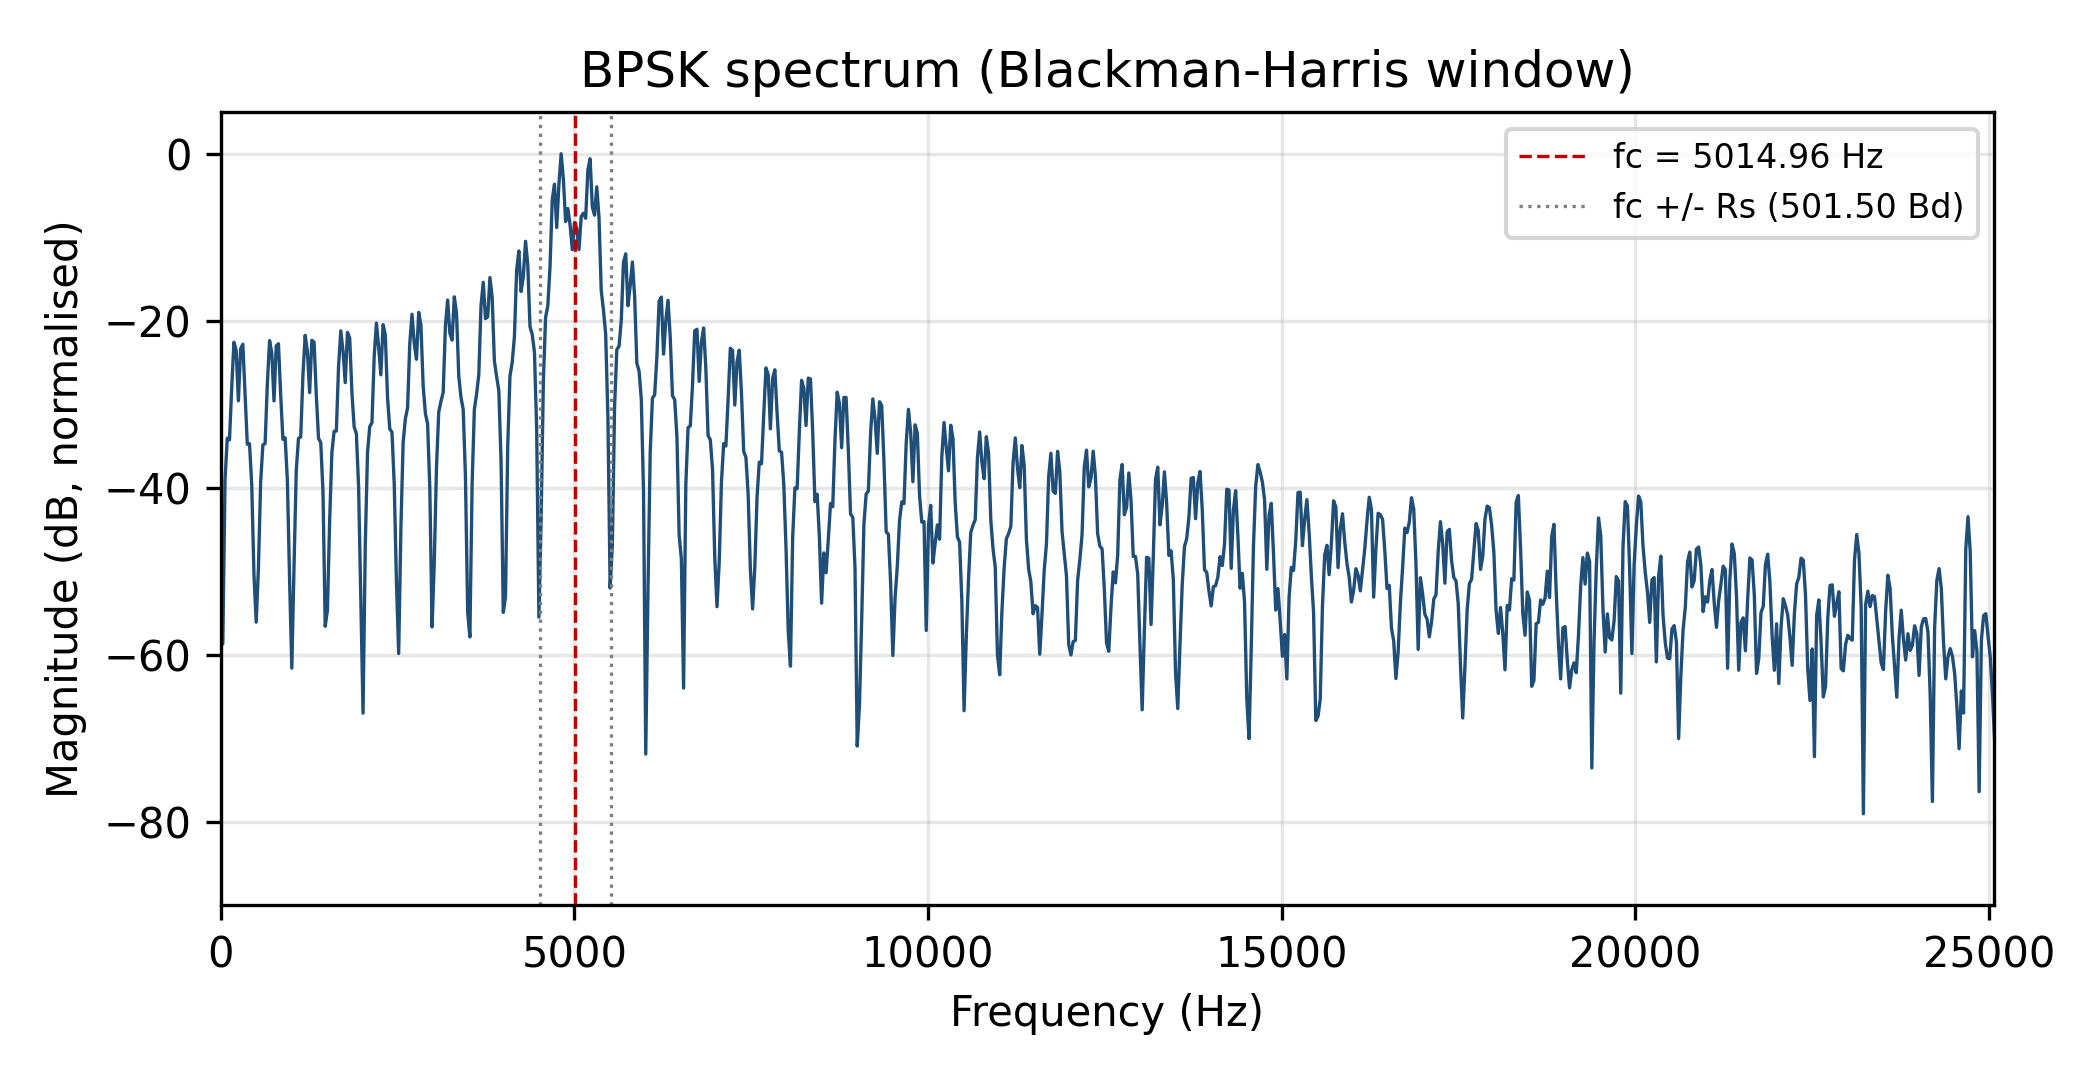 BPSK spectrum (Blackman-Harris window)
fc = 5014.96 Hz
fc +/- Rs (501.50 Bd)
Magnitude (dB, normalised)
0
−20
−40
−60
−80
0 5000 10000 15000 20000 25000
Frequency (Hz)